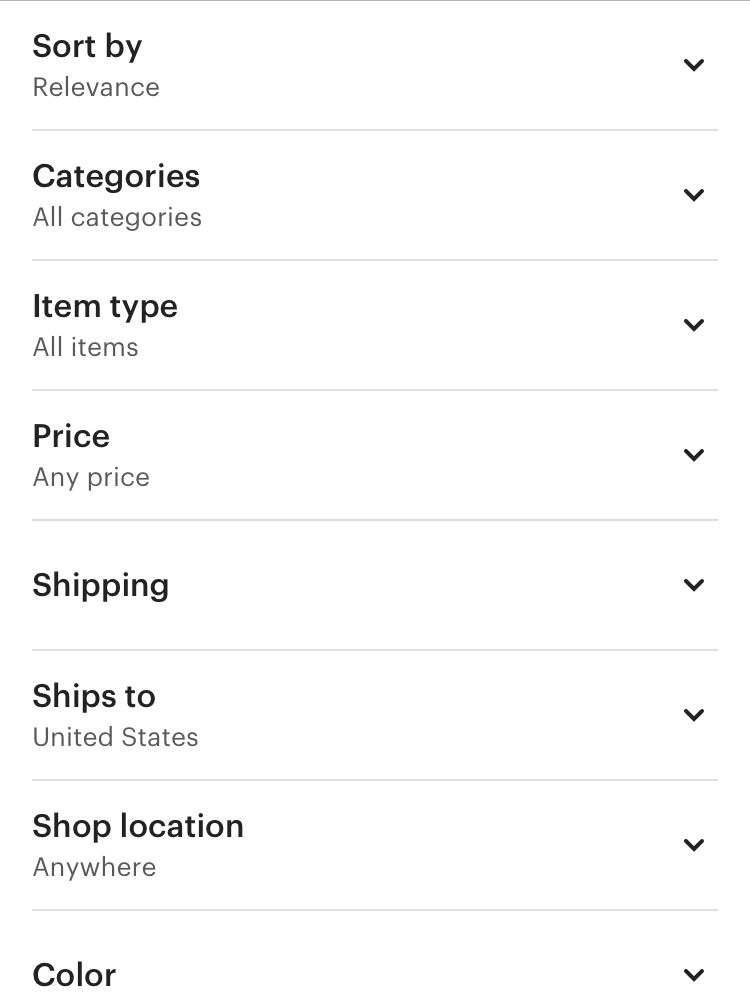 Sort by
Relevance
Categories
All categories
Item type
All items
Price
Any price
Shipping
Ships to
United States
Shop location
Anywhere
Color